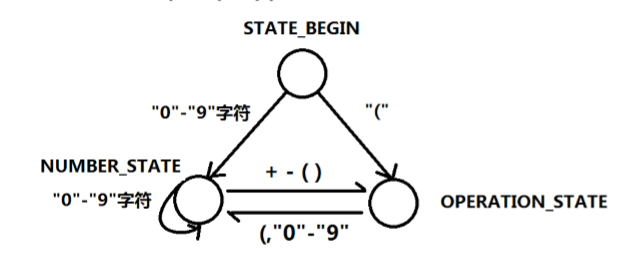 STATE_BEGIN
"0"-"9"字符
"("
NUMBER_STATE
+ - ( )
"0"-"9"字符
OPERATION_STATE
(,"0"-"9"